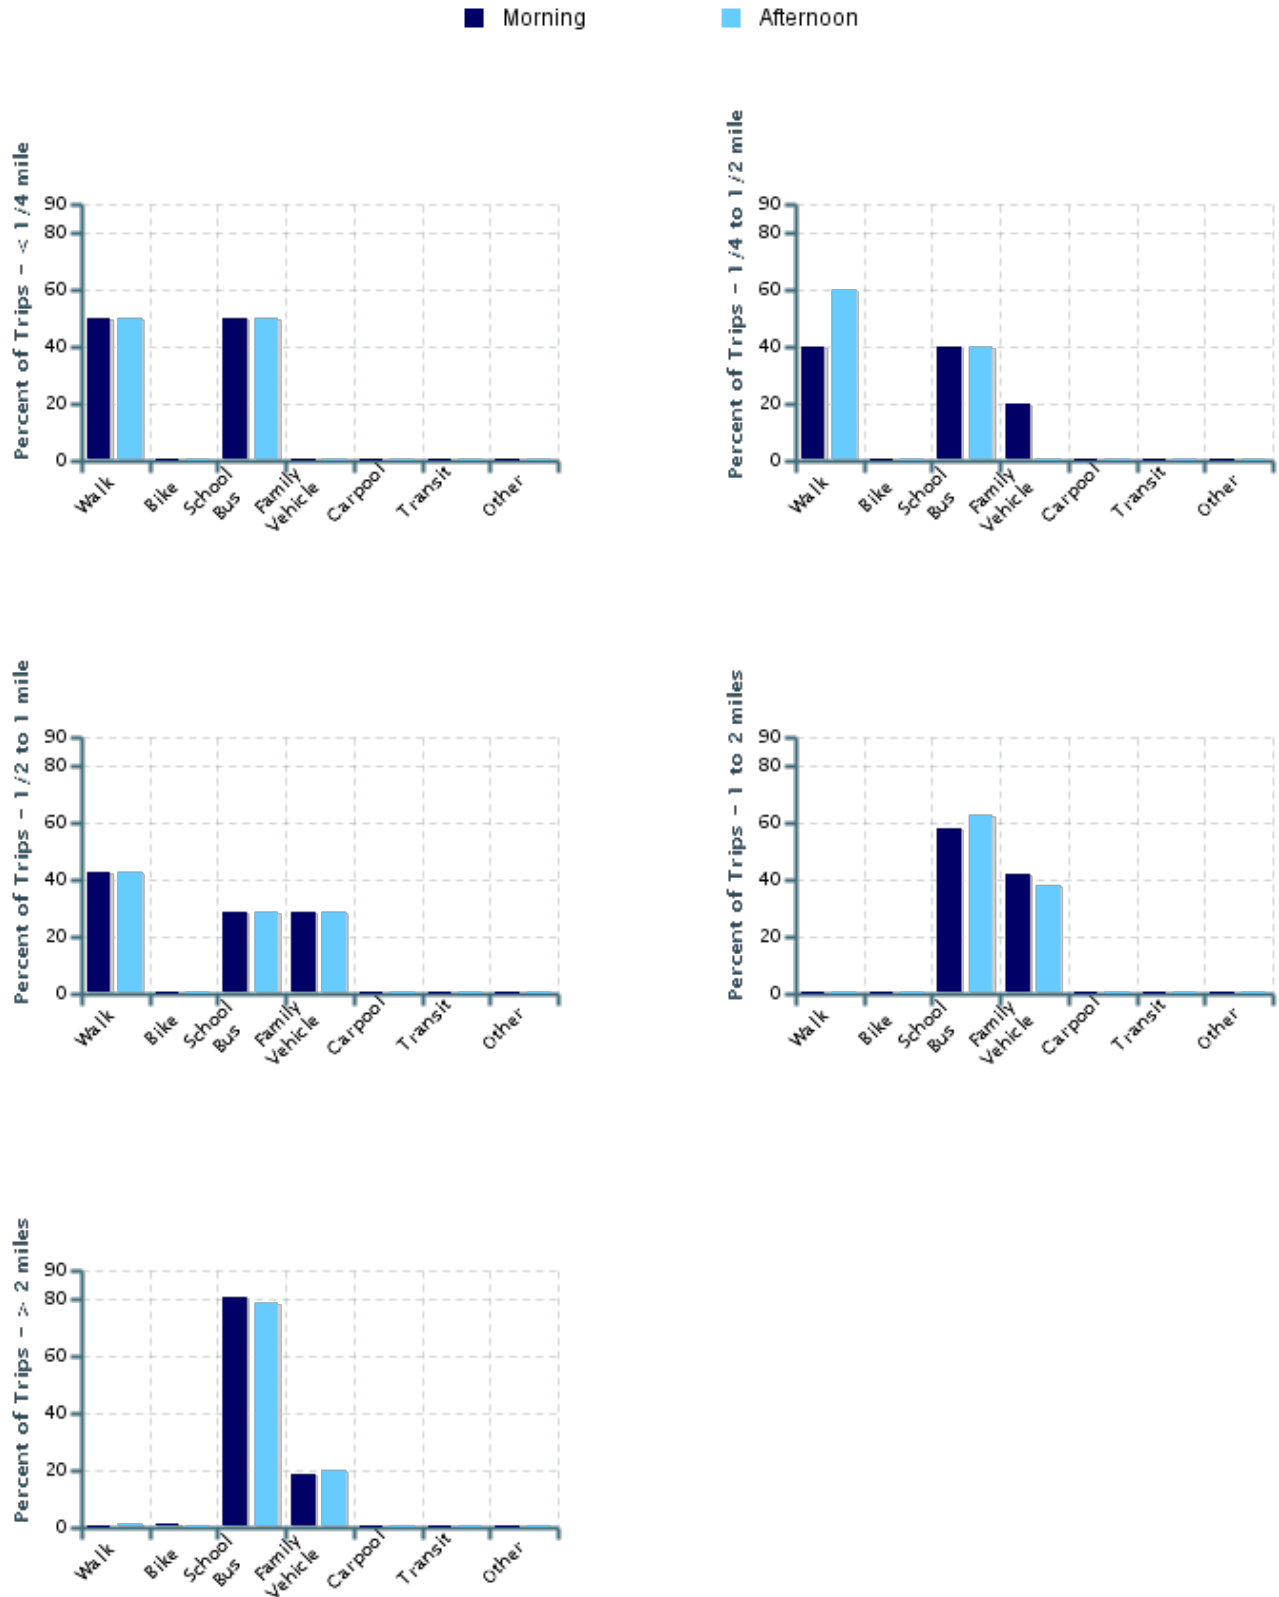 Morning Afternoon
Percent of Trips - < 1/4 mile
90
80
60
40
20
0
Walk
Bike
School
Bus
Family
Vehicle
Carpool
Transit
Other
Percent of Trips - 1/4 to 1/2 mile
90
80
60
40
20
0
Walk
Bike
School
Bus
Family
Vehicle
Carpool
Transit
Other
Percent of Trips - 1/2 to 1 mile
90
80
60
40
20
0
Walk
Bike
School
Bus
Family
Vehicle
Carpool
Transit
Other
Percent of Trips - 1 to 2 miles
90
80
60
40
20
0
Walk
Bike
School
Bus
Family
Vehicle
Carpool
Transit
Other
Percent of Trips - > 2 miles
90
80
60
40
20
0
Walk
Bike
School
Bus
Family
Vehicle
Carpool
Transit
Other